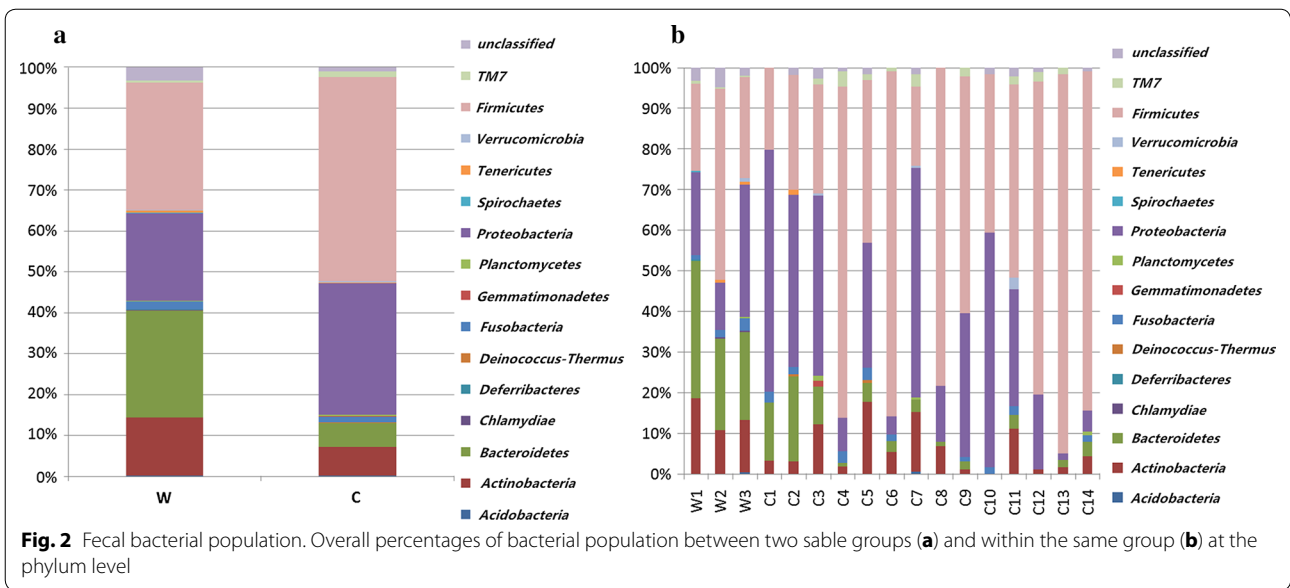 a
100%
90%
80%
70%
60%
50%
40%
30%
20%
10%
0%
W
C
unclassified
TM7
Firmicutes
Verrucomicrobia
Tenericutes
Spirochaetes
Proteobacteria
Planctomycetes
Gemmatimonadetes
Fusobacteria
Deinococcus-Thermus
Deferribacteres
Chlamydiae
Bacteroidetes
Actinobacteria
Acidobacteria
b
100%
90%
80%
70%
60%
50%
40%
30%
20%
10%
0%
W1
W2
W3
C1
C2
C3
C4
C5
C6
C7
C8
C9
C10
C11
C12
C13
C14
unclassified
TM7
Firmicutes
Verrucomicrobia
Tenericutes
Spirochaetes
Proteobacteria
Planctomycetes
Gemmatimonadetes
Fusobacteria
Deinococcus-Thermus
Deferribacteres
Chlamydiae
Bacteroidetes
Actinobacteria
Acidobacteria
Fig. 2 Fecal bacterial population. Overall percentages of bacterial population between two sable groups (a) and within the same group (b) at the
phylum level